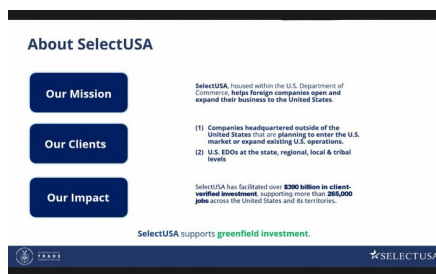 About SelectUSA
Our Mission
SelectUSA, housed within the U.S. Department of
Commerce, helps foreign companies open and
expand their business to the United States.
Our Clients
(1) Companies headquartered outside of the
United States that are planning to enter the U.S.
market or expand existing U.S. operations.
(2) U.S. EDOs at the state, regional, local & tribal
levels
Our Impact
SelectUSA has facilitated over $300 billion in client-
verified investment, supporting more than 265,000
jobs across the United States and its territories.
SelectUSA supports greenfield investment.
TRADE
SELECTUSA